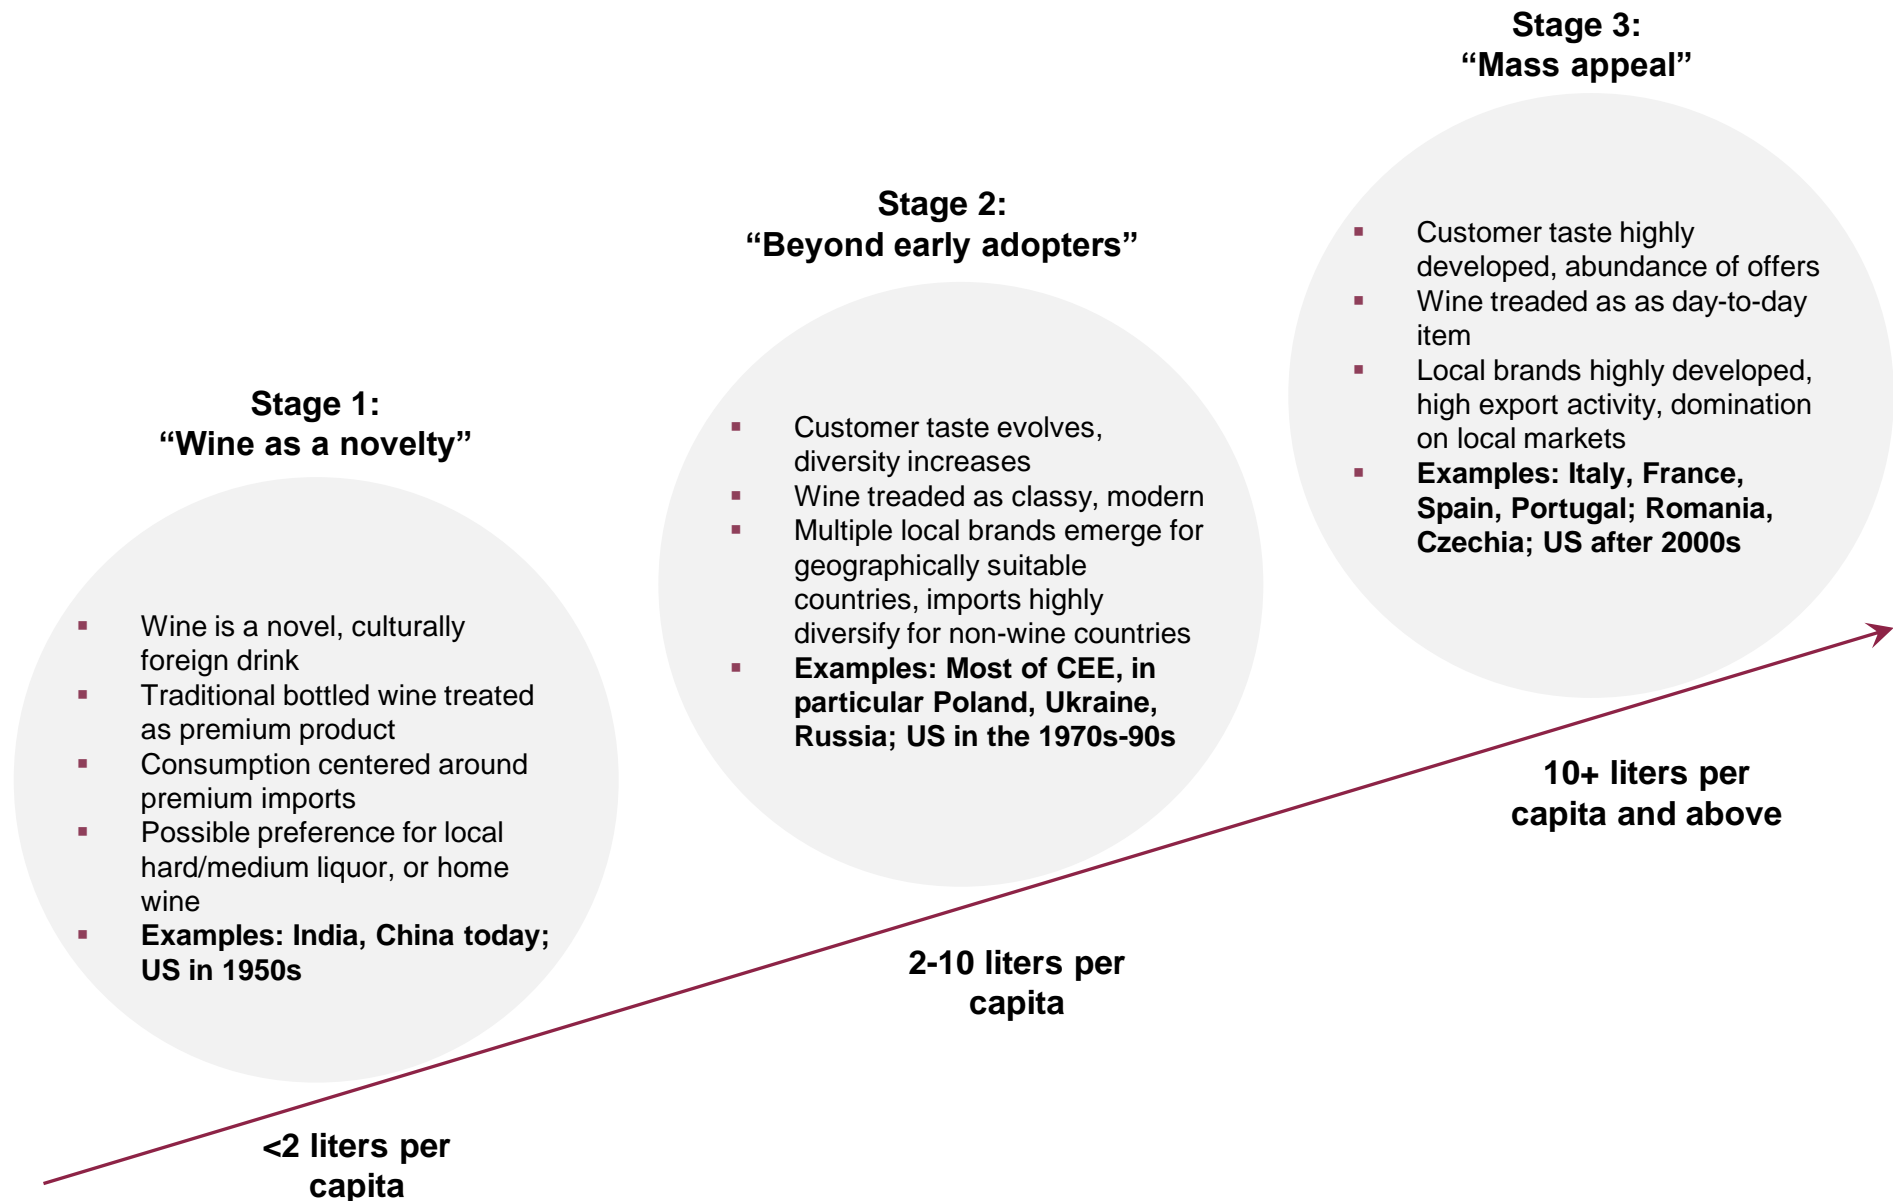 Stage 1:
“Wine as a novelty”
▪ Wine is a novel, culturally
foreign drink
▪ Traditional bottled wine treated
as premium product
▪ Consumption centered around
premium imports
▪ Possible preference for local
hard/medium liquor, or home
wine
▪ Examples: India, China today;
US in 1950s
<2 liters per
capita
Stage 2:
“Beyond early adopters”
▪ Customer taste evolves,
diversity increases
▪ Wine treaded as classy, modern
▪ Multiple local brands emerge for
geographically suitable
countries, imports highly
diversify for non-wine countries
▪ Examples: Most of CEE, in
particular Poland, Ukraine,
Russia; US in the 1970s-90s
2-10 liters per
capita
Stage 3:
“Mass appeal”
▪ Customer taste highly
developed, abundance of offers
▪ Wine treaded as as day-to-day
item
▪ Local brands highly developed,
high export activity, domination
on local markets
▪ Examples: Italy, France,
Spain, Portugal; Romania,
Czechia; US after 2000s
10+ liters per
capita and above